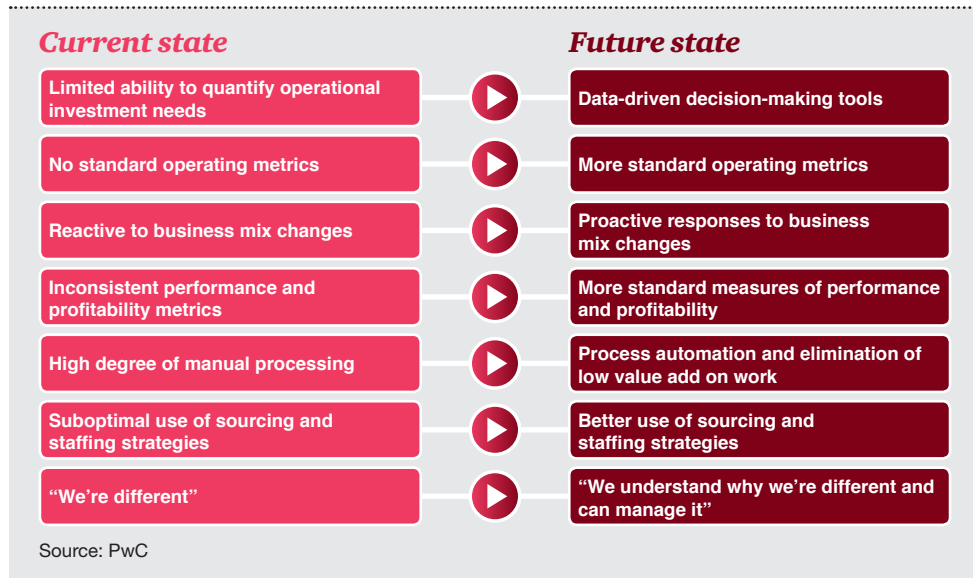 Current state
Future state
Limited ability to quantify operational
investment needs
Data-driven decision-making tools
No standard operating metrics
More standard operating metrics
Reactive to business mix changes
Proactive responses to business
mix changes
Inconsistent performance and
profitability metrics
More standard measures of performance
and profitability
High degree of manual processing
Process automation and elimination of
low value add on work
Suboptimal use of sourcing and
staffing strategies
Better use of sourcing and
staffing strategies
“We’re different”
“We understand why we’re different and
can manage it”
Source: PwC